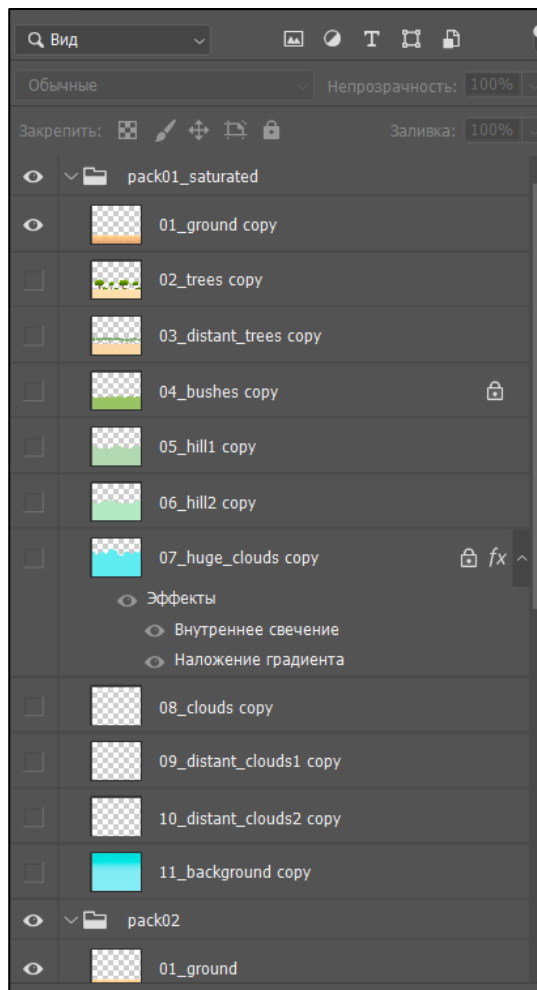 Вид
Обычные Непрозрачность: 100%
Закрепить: Заливка: 100%
pack01_saturated
01_ground copy
02_trees copy
03_distant_trees copy
04_bushes copy
05_hill1 copy
06_hill2 copy
07_huge_clouds copy fx
Эффекты
Внутреннее свечение
Наложение градиента
08_clouds copy
09_distant_clouds1 copy
10_distant_clouds2 copy
11_background copy
pack02
01_ground